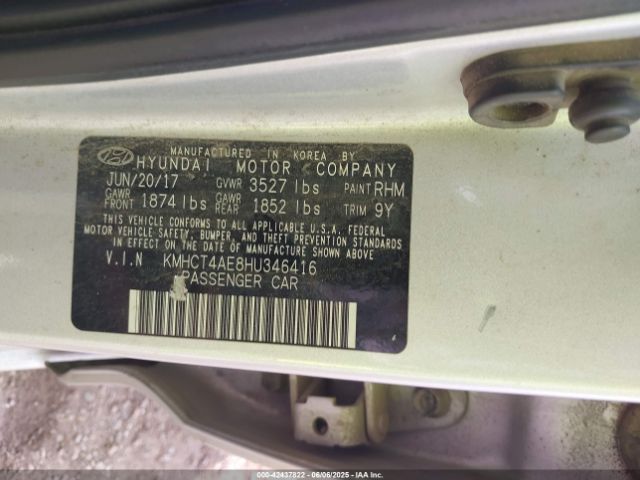 MANUFACTURED IN KOREA BY
HYUNDAI MOTOR COMPANY
JUN/20/17 GVWR 3527 lbs PAINT RHM
GAWR FRONT 1874 lbs GAWR REAR 1852 lbs TRIM 9Y
THIS VEHICLE CONFORMS TO ALL APPLICABLE U.S.A. FEDERAL
MOTOR VEHICLE SAFETY, BUMPER, AND THEFT PREVENTION STANDARDS
IN EFFECT ON THE DATE OF MANUFACTURE SHOWN ABOVE.
V.I.N KMHCT4AE8HU346416
PASSENGER CAR
000-42437822 - 06/06/2025 - IAAI.COM